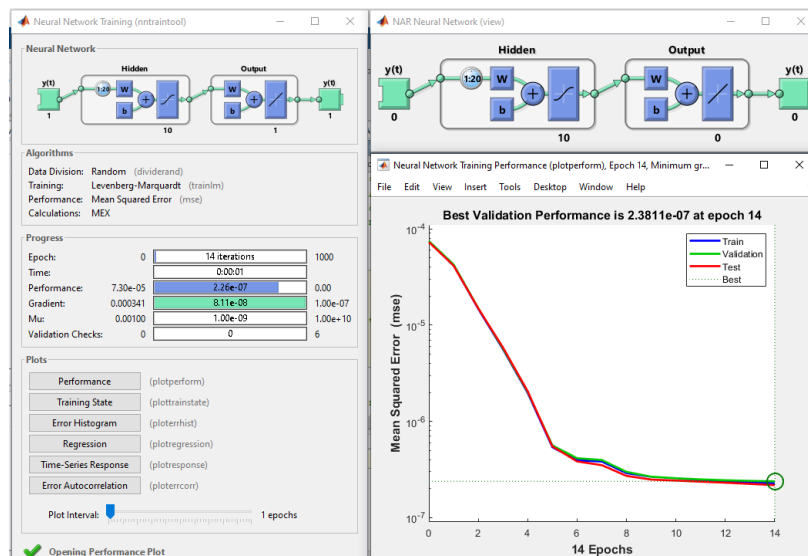 Neural Network Training (nntraintool)
Neural Network
Hidden
Output
y(t)
y(t)
1:20
W
W
b
b
1
10
1
1
Algorithms
Data Division: Random (dividerand)
Training: Levenberg-Marquardt (trainlm)
Performance: Mean Squared Error (mse)
Calculations: MEX
Progress
Epoch: 0 14 iterations 1000
Time: 0:00:01
Performance: 7.30e-05 2.26e-07 0.00
Gradient: 0.000341 8.11e-08 1.00e-07
Mu: 0.00100 1.00e-09 1.00e+10
Validation Checks: 0 0 6
Plots
Performance (plotperform)
Training State (plottrainstate)
Error Histogram (ploterrhist)
Regression (plotregression)
Time-Series Response (plotresponse)
Error Autocorrelation (ploterrcorr)
Plot Interval: 1 epochs
Opening Performance Plot
NAR Neural Network (view)
Hidden
Output
y(t)
y(t)
1:20
W
W
b
b
0
10
0
0
Neural Network Training Performance (plotperform), Epoch 14, Minimum gr...
File Edit View Insert Tools Desktop Window Help
Best Validation Performance is 2.3811e-07 at epoch 14
Train
Validation
Test
Best
Mean Squared Error (mse)
10-4
10-5
10-6
10-7
0 2 4 6 8 10 12 14
14 Epochs